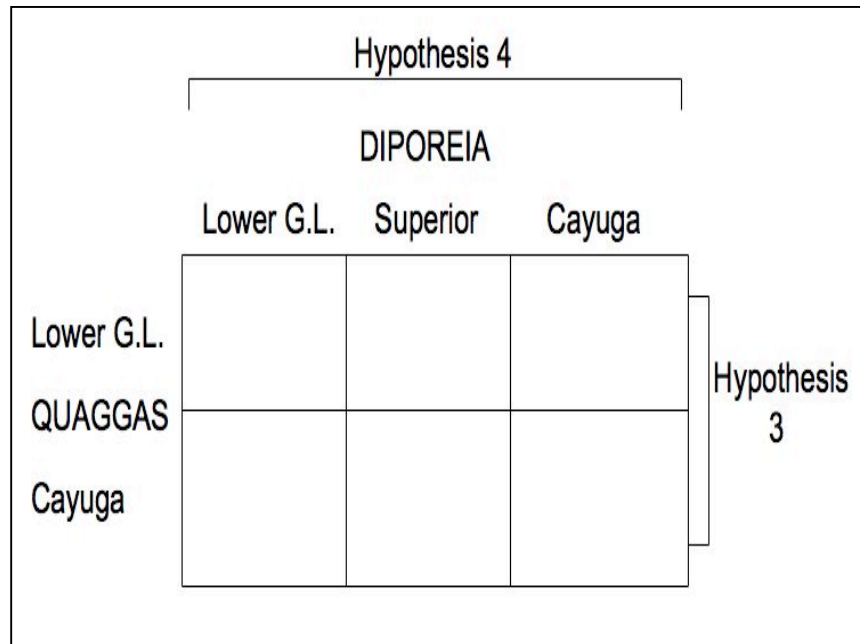 Hypothesis 4
DIPOREIA
Lower G.L. Superior Cayuga
Lower G.L.
QUAGGAS
Cayuga
Hypothesis
3